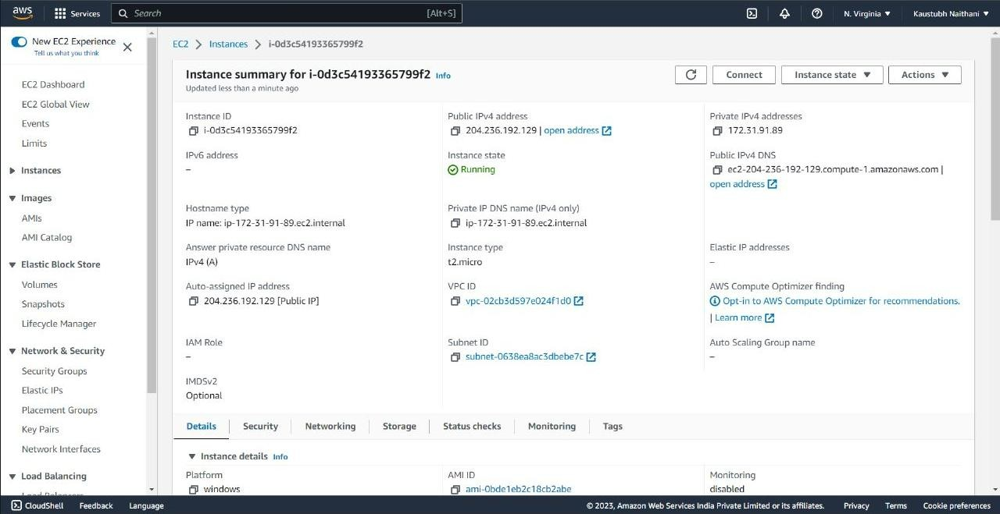 aws
Services
Search
[Alt+S]
N. Virginia
Kaustubh Naithani
New EC2 Experience
Tell us what you think
EC2 Dashboard
EC2 Global View
Events
Limits
Instances
Images
AMIs
AMI Catalog
Elastic Block Store
Volumes
Snapshots
Lifecycle Manager
Network & Security
Security Groups
Elastic IPs
Placement Groups
Key Pairs
Network Interfaces
Load Balancing
Load Balancers
EC2 > Instances > i-0d3c54193365799f2
Instance summary for i-0d3c54193365799f2 Info
Updated less than a minute ago
Connect
Instance state
Actions
Instance ID
i-0d3c54193365799f2
Public IPv4 address
204.236.192.129 | open address
Private IPv4 addresses
172.31.91.89
IPv6 address
–
Instance state
Running
Public IPv4 DNS
ec2-204-236-192-129.compute-1.amazonaws.com |
open address
Hostname type
IP name: ip-172-31-91-89.ec2.internal
Private IP DNS name (IPv4 only)
ip-172-31-91-89.ec2.internal
Answer private resource DNS name
IPv4 (A)
Instance type
t2.micro
Elastic IP addresses
–
Auto-assigned IP address
204.236.192.129 [Public IP]
VPC ID
vpc-02cb3d597e024f1d0
AWS Compute Optimizer finding
Opt-in to AWS Compute Optimizer for recommendations.
| Learn more
IAM Role
–
Subnet ID
subnet-0638ea8ac3dbebe7c
Auto Scaling Group name
–
IMDSv2
Optional
Details
Security
Networking
Storage
Status checks
Monitoring
Tags
Instance details Info
Platform
windows
AMI ID
ami-0bde1eb2c18cb2abe
Monitoring
disabled
CloudShell
Feedback
Language
© 2023, Amazon Web Services India Private Limited or its affiliates.
Privacy
Terms
Cookie preferences